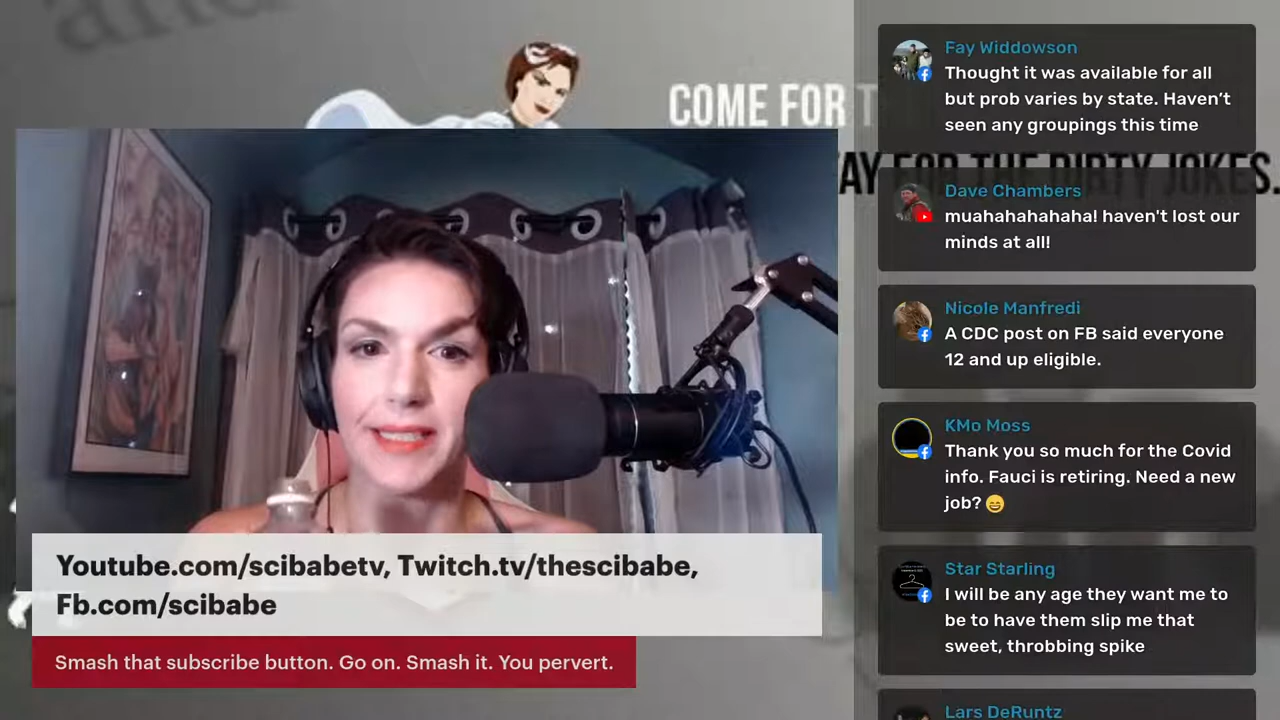 and
COME FOR T
AY FOR THE DIRTY JOKES.
Youtube.com/scibabetv, Twitch.tv/thescibabe,
Fb.com/scibabe
Smash that subscribe button. Go on. Smash it. You pervert.
Fay Widdowson
Thought it was available for all
but prob varies by state. Haven’t
seen any groupings this time
Dave Chambers
muahahahahaha! haven't lost our
minds at all!
Nicole Manfredi
A CDC post on FB said everyone
12 and up eligible.
KMo Moss
Thank you so much for the Covid
info. Fauci is retiring. Need a new
job? 😄
Star Starling
I will be any age they want me to
be to have them slip me that
sweet, throbbing spike
Lars DeRuntz